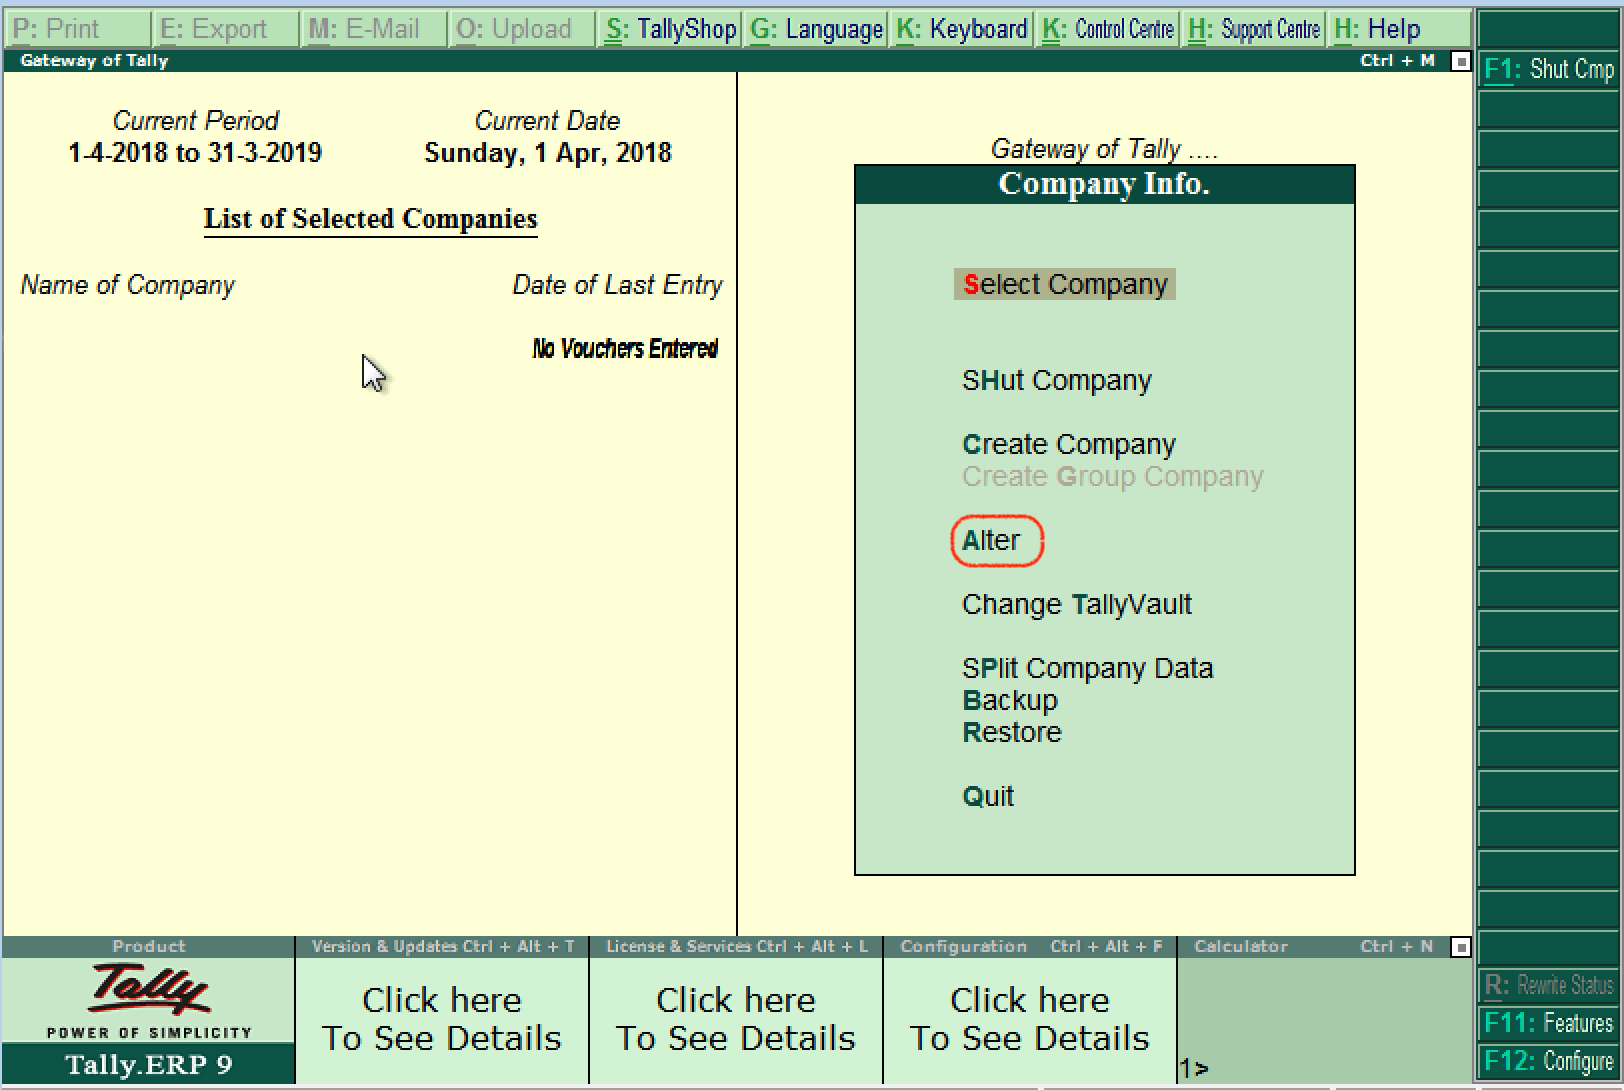 P: Print E: Export M: E-Mail O: Upload S: TallyShop G: Language K: Keyboard K: Control Centre H: Support Centre H: Help
Gateway of Tally Ctrl + M
F1: Shut Cmp
Current Period Current Date
1-4-2018 to 31-3-2019 Sunday, 1 Apr, 2018
List of Selected Companies
Name of Company Date of Last Entry
No Vouchers Entered
Gateway of Tally ....
Company Info.
Select Company
SHut Company
Create Company
Create Group Company
Alter
Change TallyVault
SPlit Company Data
Backup
Restore
Quit
Product Version & Updates Ctrl + Alt + T License & Services Ctrl + Alt + L Configuration Ctrl + Alt + F Calculator Ctrl + N
Tally
POWER OF SIMPLICITY
Tally.ERP 9
Click here
To See Details
Click here
To See Details
Click here
To See Details
1>
R: Rewrite Status
F11: Features
F12: Configure